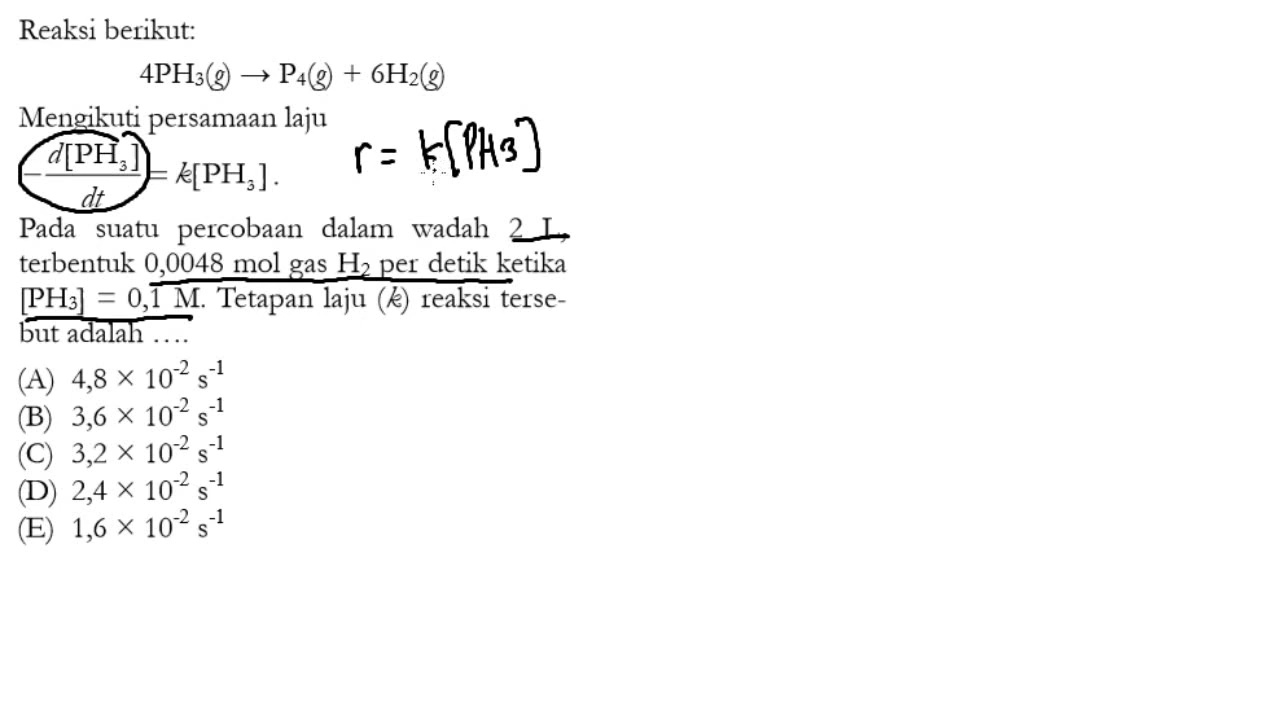 Reaksi berikut:
4PH₃(g) → P₄(g) + 6H₂(g)
Mengikuti persamaan laju
r = k[PH3]
−d[PH₃]/dt = k[PH₃].
Pada suatu percobaan dalam wadah 2 L,
terbentuk 0,0048 mol gas H₂ per detik ketika
[PH₃] = 0,1 M. Tetapan laju (k) reaksi terse-
but adalah ….
(A) 4,8 × 10⁻² s⁻¹
(B) 3,6 × 10⁻² s⁻¹
(C) 3,2 × 10⁻² s⁻¹
(D) 2,4 × 10⁻² s⁻¹
(E) 1,6 × 10⁻² s⁻¹